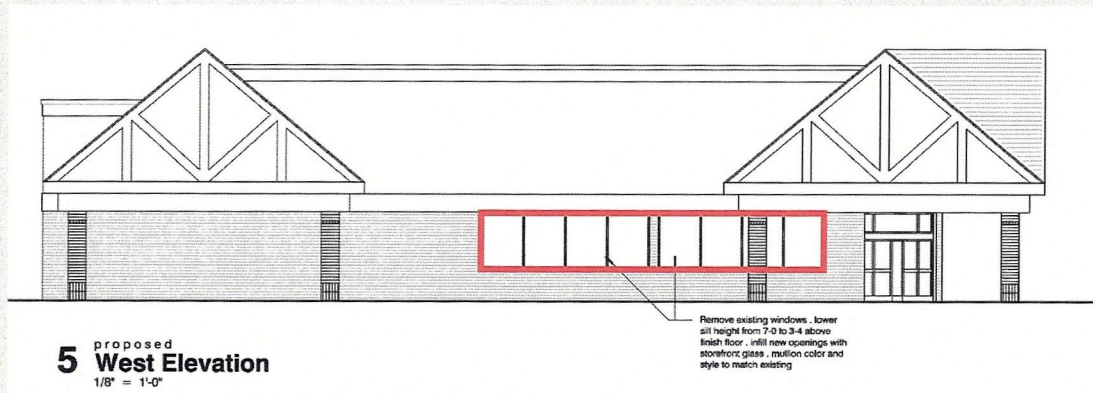 Remove existing windows . lower
sill height from 7-0 to 3-4 above
finish floor . infill new openings with
storefront glass . mullion color and
style to match existing
5 proposed
West Elevation
1/8" = 1'-0"